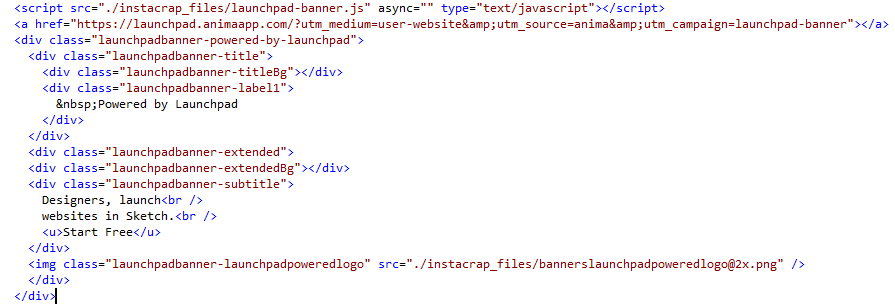 <script src="./instacrap_files/launchpad-banner.js" async="" type="text/javascript"></script>
<a href="https://launchpad.animaapp.com/?utm_medium=user-website&amp;utm_source=anima&amp;utm_campaign=launchpad-banner"></a>
<div class="launchpadbanner-powered-by-launchpad">
<div class="launchpadbanner-title">
<div class="launchpadbanner-titleBg"></div>
<div class="launchpadbanner-label1">
&nbsp;Powered by Launchpad
</div>
</div>
<div class="launchpadbanner-extended">
<div class="launchpadbanner-extendedBg"></div>
<div class="launchpadbanner-subtitle">
Designers, launch<br />
websites in Sketch.<br />
<u>Start Free</u>
</div>
<img class="launchpadbanner-launchpadpoweredlogo" src="./instacrap_files/bannerslaunchpadpoweredlogo@2x.png" />
</div>
</div>